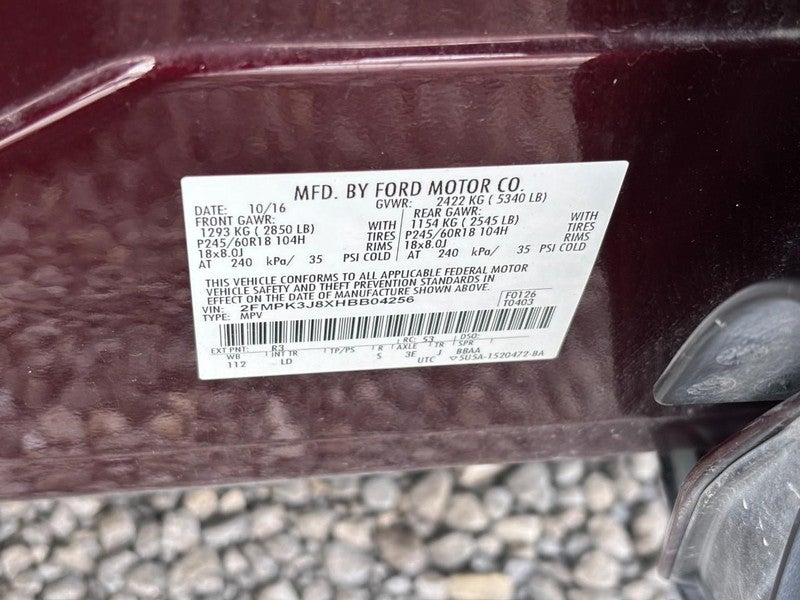 MFD. BY FORD MOTOR CO.
DATE: 10/16 GVWR: 2422 KG ( 5340 LB)
FRONT GAWR: REAR GAWR:
1293 KG ( 2850 LB) WITH 1154 KG ( 2545 LB) WITH
P245/60R18 104H TIRES P245/60R18 104H TIRES
18x8.0J RIMS 18x8.0J RIMS
AT 240 kPa/ 35 PSI COLD AT 240 kPa/ 35 PSI COLD
THIS VEHICLE CONFORMS TO ALL APPLICABLE FEDERAL MOTOR
VEHICLE SAFETY AND THEFT PREVENTION STANDARDS IN
EFFECT ON THE DATE OF MANUFACTURE SHOWN ABOVE.
VIN: 2FMPK3J8XHBB04256 F0126
TYPE: MPV T0403
EXT PNT: R3 RC: 53 DSO:
WB INT TR TP/PS R AXLE TR SPR
112 LD S 3E J BBAA
UTC ▽5U5A-1520472-BA